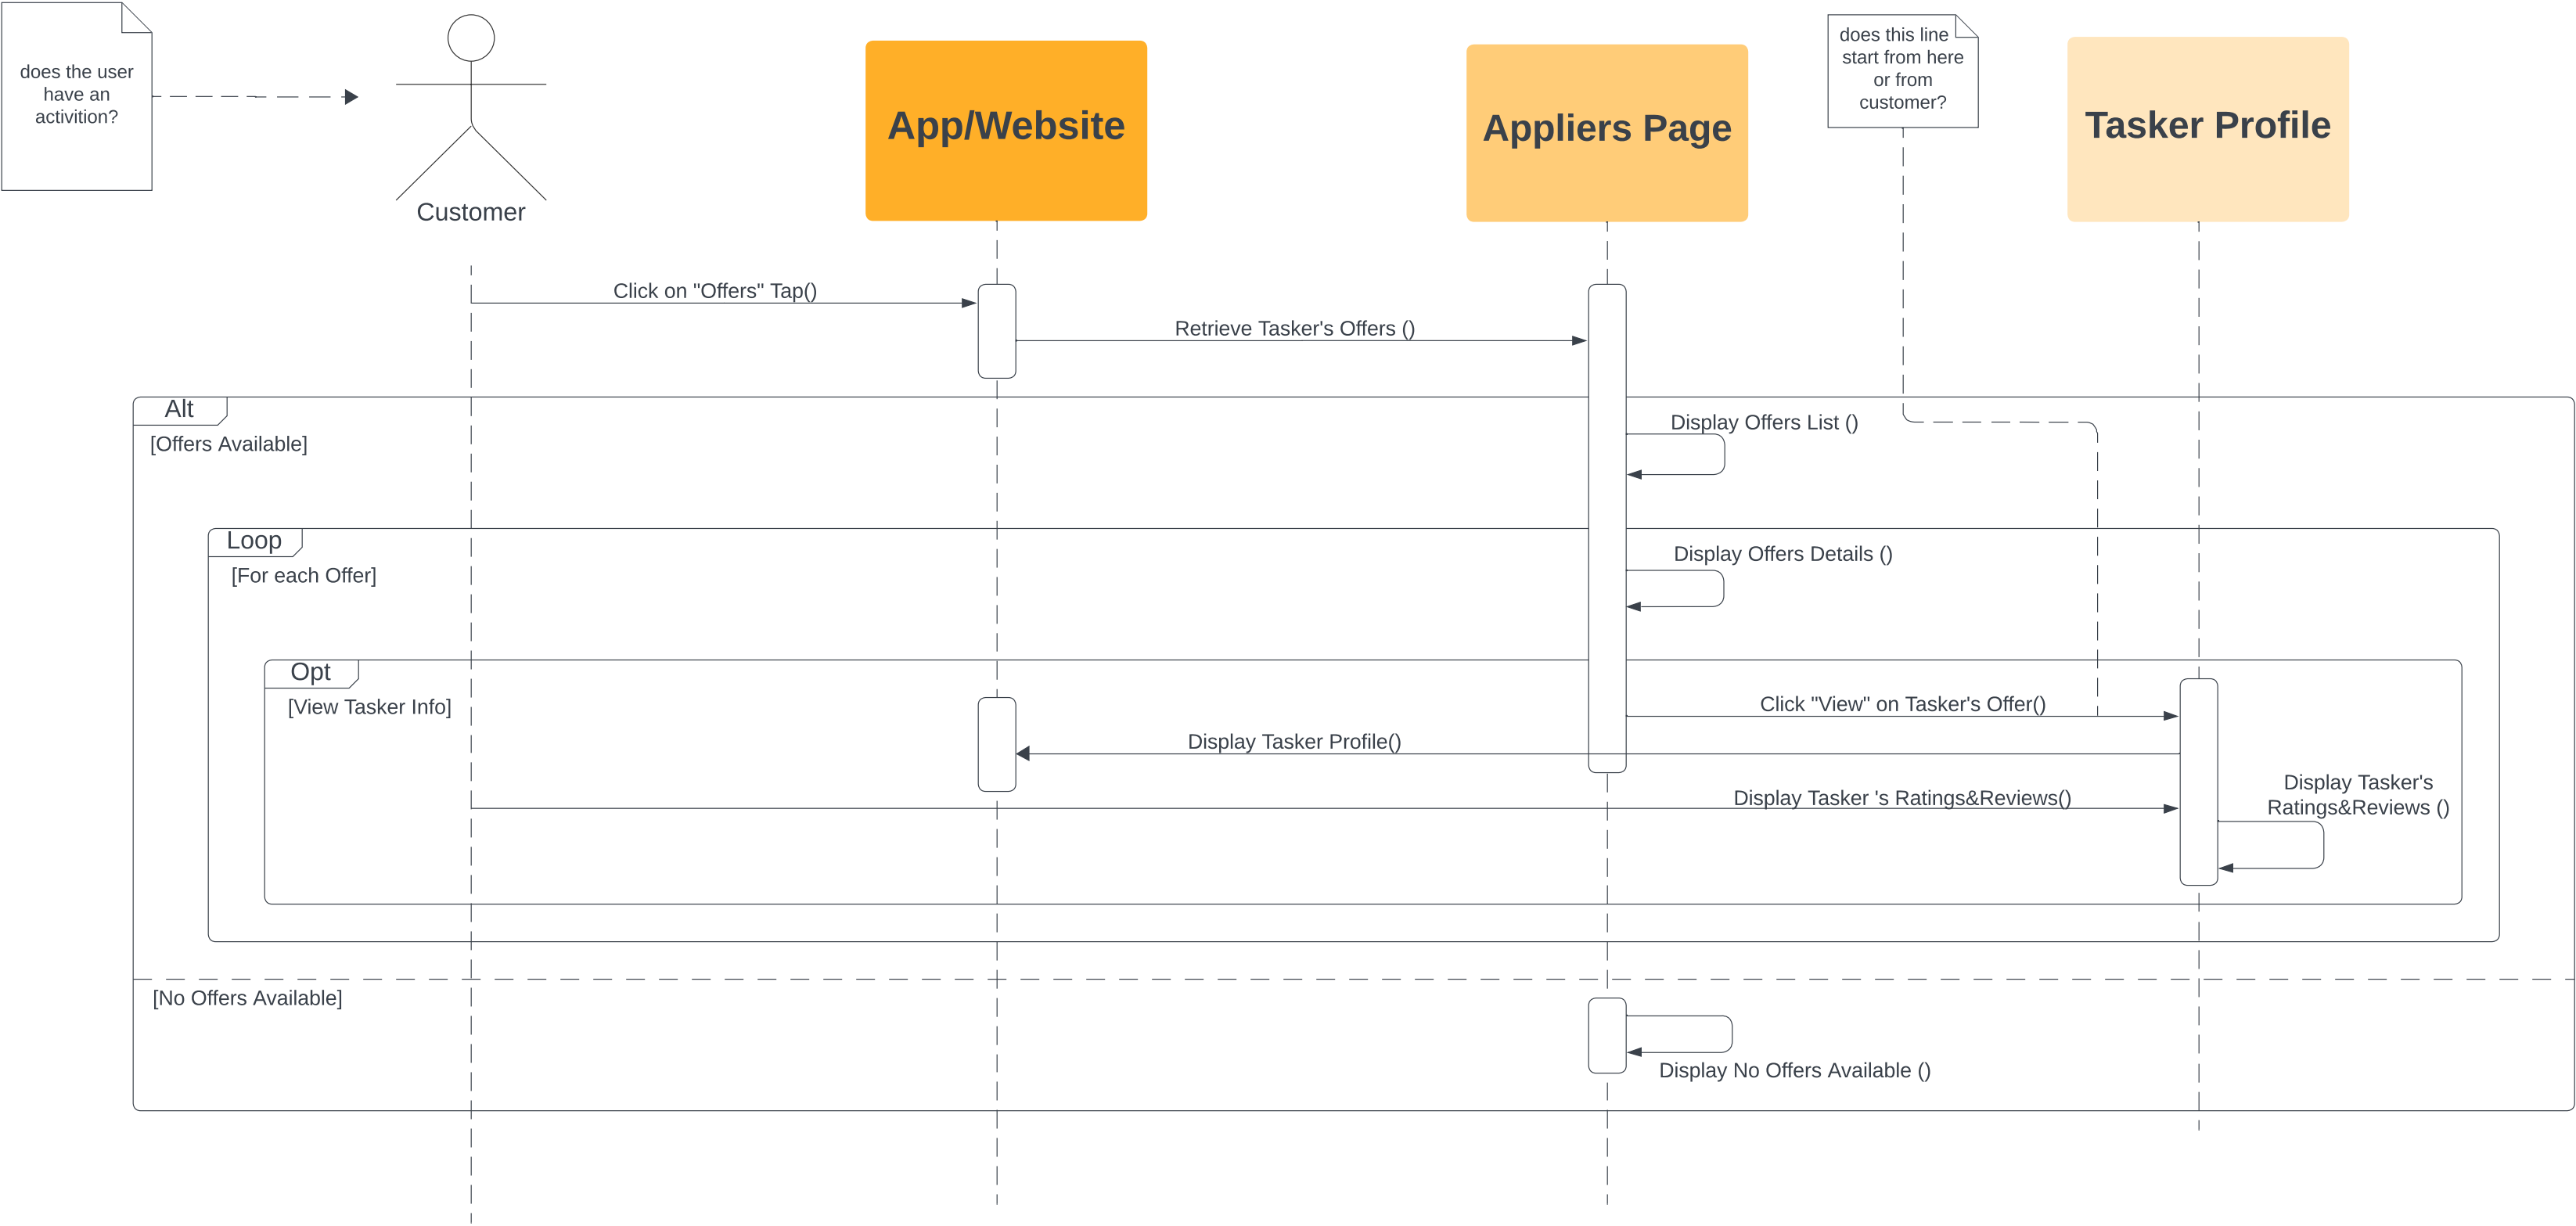 does the user
have an
activition?
Customer
App/Website
Appliers Page
does this line
start from here
or from
customer?
Tasker Profile
Click on "Offers" Tap()
Retrieve Tasker's Offers ()
Alt
[Offers Available]
Display Offers List ()
Loop
[For each Offer]
Display Offers Details ()
Opt
[View Tasker Info]
Click "View" on Tasker's Offer()
Display Tasker Profile()
Display Tasker 's Ratings&Reviews()
Display Tasker's
Ratings&Reviews ()
[No Offers Available]
Display No Offers Available ()